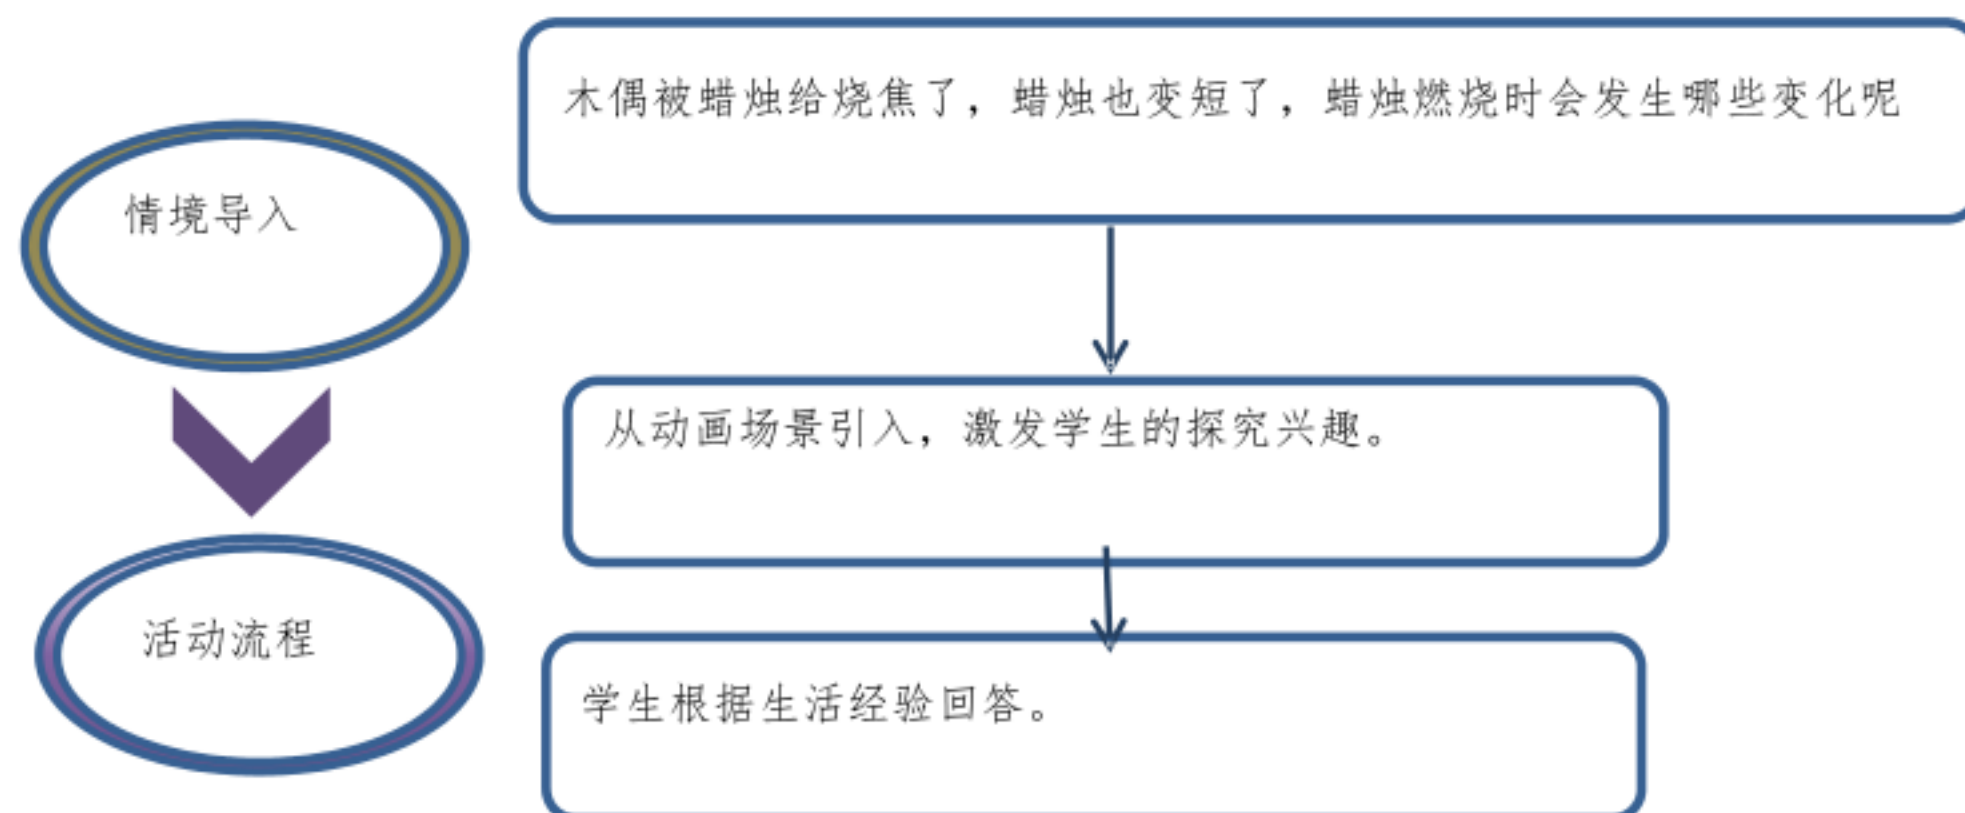 情境导入
木偶被蜡烛给烧焦了，蜡烛也变短了，蜡烛燃烧时会发生哪些变化呢
从动画场景引入，激发学生的探究兴趣。
活动流程
学生根据生活经验回答。